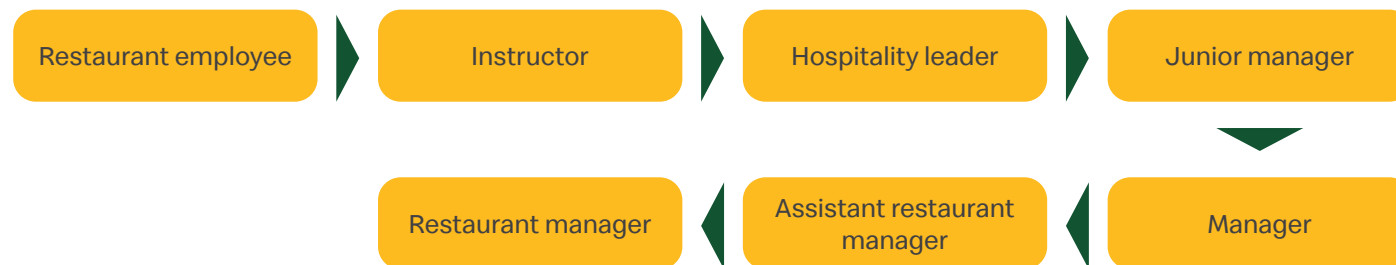 Restaurant employee
Instructor
Hospitality leader
Junior manager
Manager
Assistant restaurant
manager
Restaurant manager